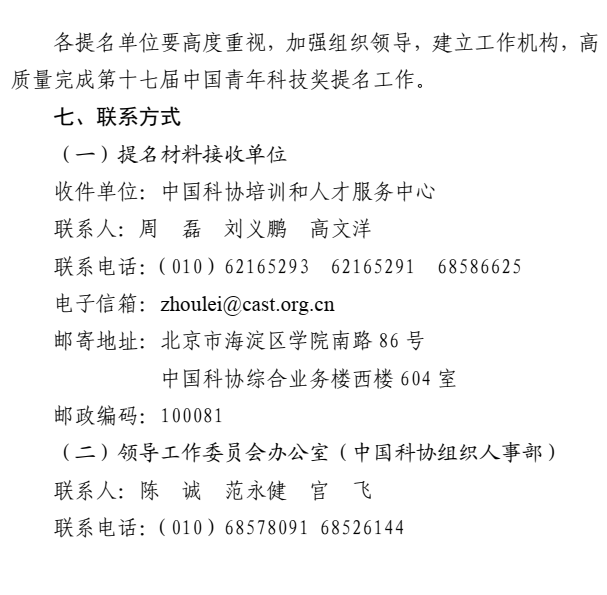 各提名单位要高度重视，加强组织领导，建立工作机构，高
质量完成第十七届中国青年科技奖提名工作。
七、联系方式
（一）提名材料接收单位
收件单位：中国科协培训和人才服务中心
联系人：周　磊　刘义鹏　高文洋
联系电话：（010）62165293　62165291　68586625
电子信箱：zhoulei@cast.org.cn
邮寄地址：北京市海淀区学院南路 86 号
中国科协综合业务楼西楼 604 室
邮政编码：100081
（二）领导工作委员会办公室（中国科协组织人事部）
联系人：陈　诚　范永健　宫　飞
联系电话：（010）68578091 68526144